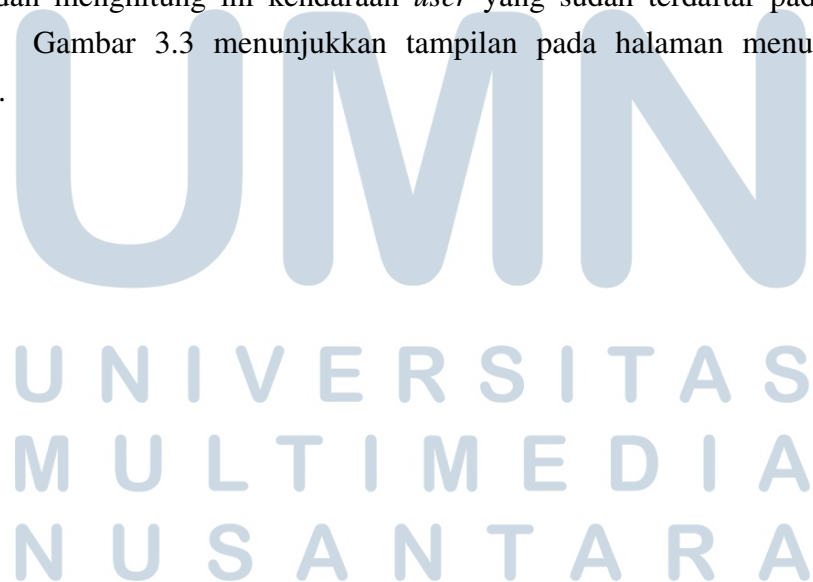 dan menghitung ini kendaraan user yang sudah terdaftar pad
Gambar 3.3 menunjukkan tampilan pada halaman menu
.
UMN
UNIVERSITAS
MULTIMEDIA
NUSANTARA